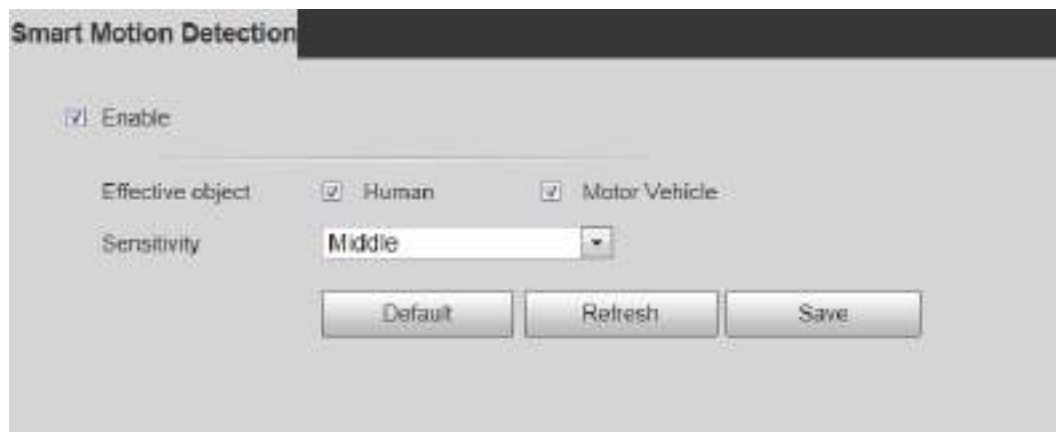 Smart Motion Detection
Enable
Effective object Human Motor Vehicle
Sensitivity Middle
Default Refresh Save